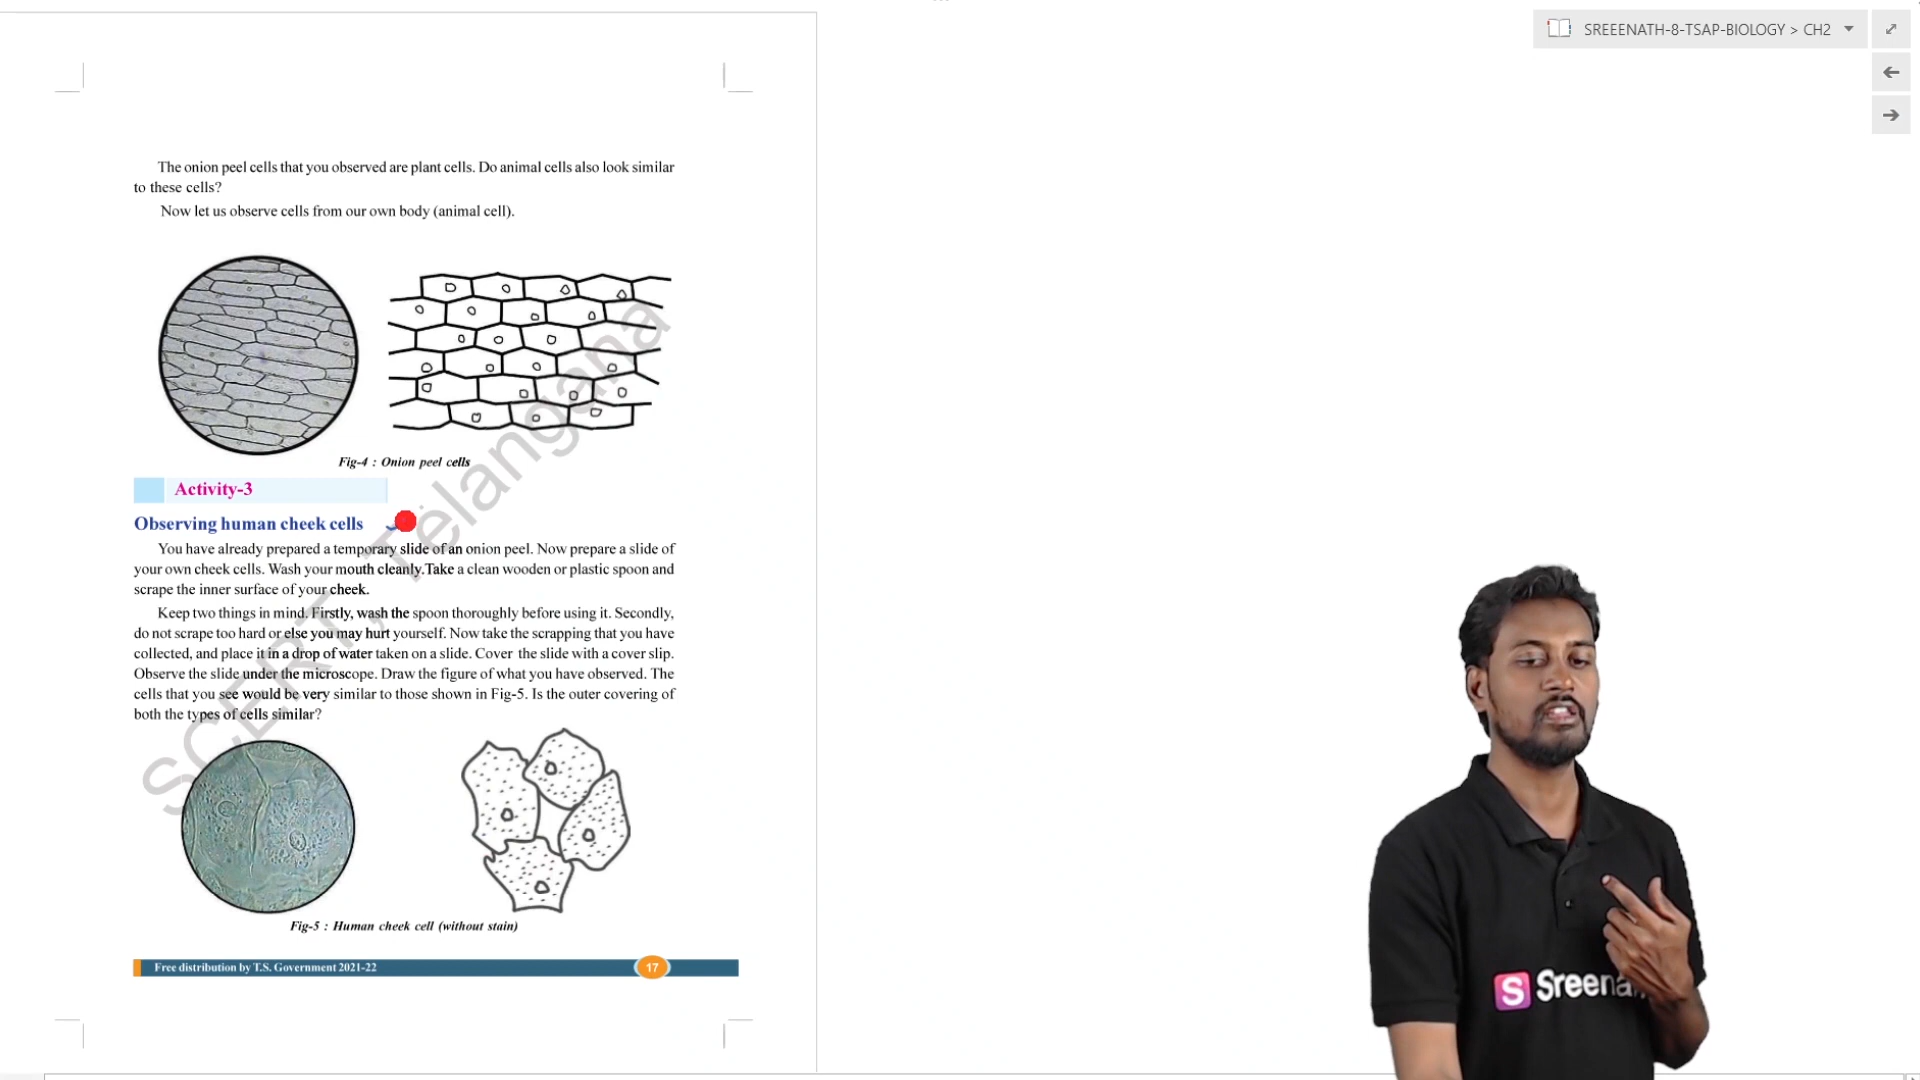 SREEENATH-8-TSAP-BIOLOGY > CH2
The onion peel cells that you observed are plant cells. Do animal cells also look similar
to these cells?
Now let us observe cells from our own body (animal cell).
Fig-4 : Onion peel cells
Activity-3
Observing human cheek cells
You have already prepared a temporary slide of an onion peel. Now prepare a slide of
your own cheek cells. Wash your mouth cleanly.Take a clean wooden or plastic spoon and
scrape the inner surface of your cheek.
Keep two things in mind. Firstly, wash the spoon thoroughly before using it. Secondly,
do not scrape too hard or else you may hurt yourself. Now take the scrapping that you have
collected, and place it in a drop of water taken on a slide. Cover the slide with a cover slip.
Observe the slide under the microscope. Draw the figure of what you have observed. The
cells that you see would be very similar to those shown in Fig-5. Is the outer covering of
both the types of cells similar?
SCERT, Telangana
Fig-5 : Human cheek cell (without stain)
Free distribution by T.S. Government 2021-22
17
S Sreena